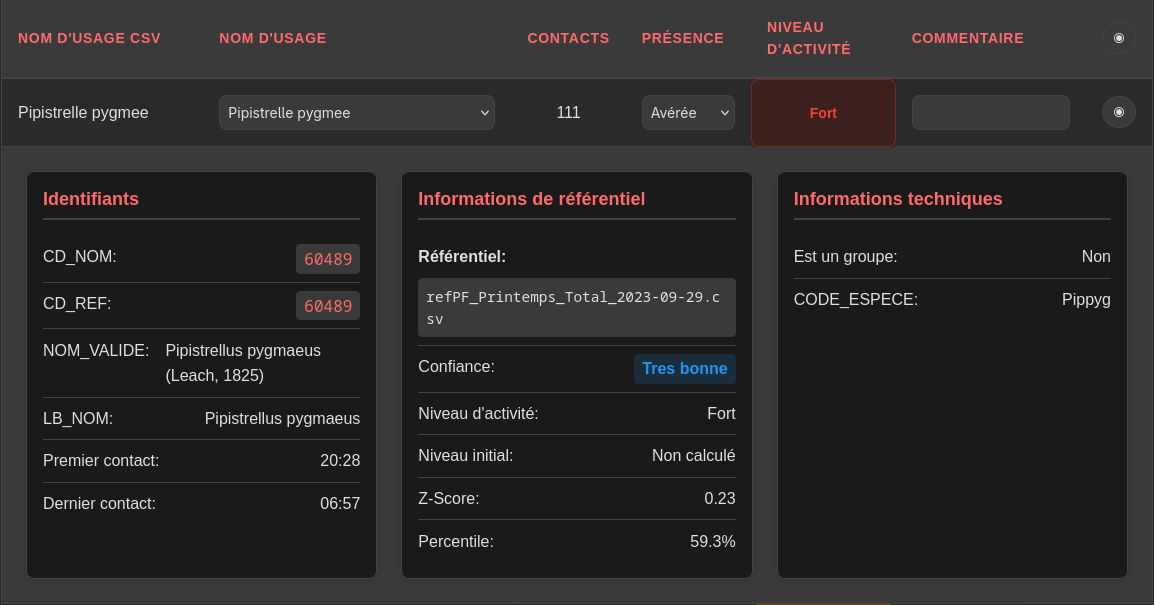 NOM D'USAGE CSV
NOM D'USAGE
CONTACTS
PRÉSENCE
NIVEAU
D'ACTIVITÉ
COMMENTAIRE
Pipistrelle pygmee
Pipistrelle pygmee
111
Avérée
Fort
Identifiants
CD_NOM: 60489
CD_REF: 60489
NOM_VALIDE: Pipistrellus pygmaeus
(Leach, 1825)
LB_NOM: Pipistrellus pygmaeus
Premier contact: 20:28
Dernier contact: 06:57
Informations de référentiel
Référentiel:
refPF_Printemps_Total_2023-09-29.c
sv
Confiance: Tres bonne
Niveau d'activité: Fort
Niveau initial: Non calculé
Z-Score: 0.23
Percentile: 59.3%
Informations techniques
Est un groupe: Non
CODE_ESPECE: Pippyg